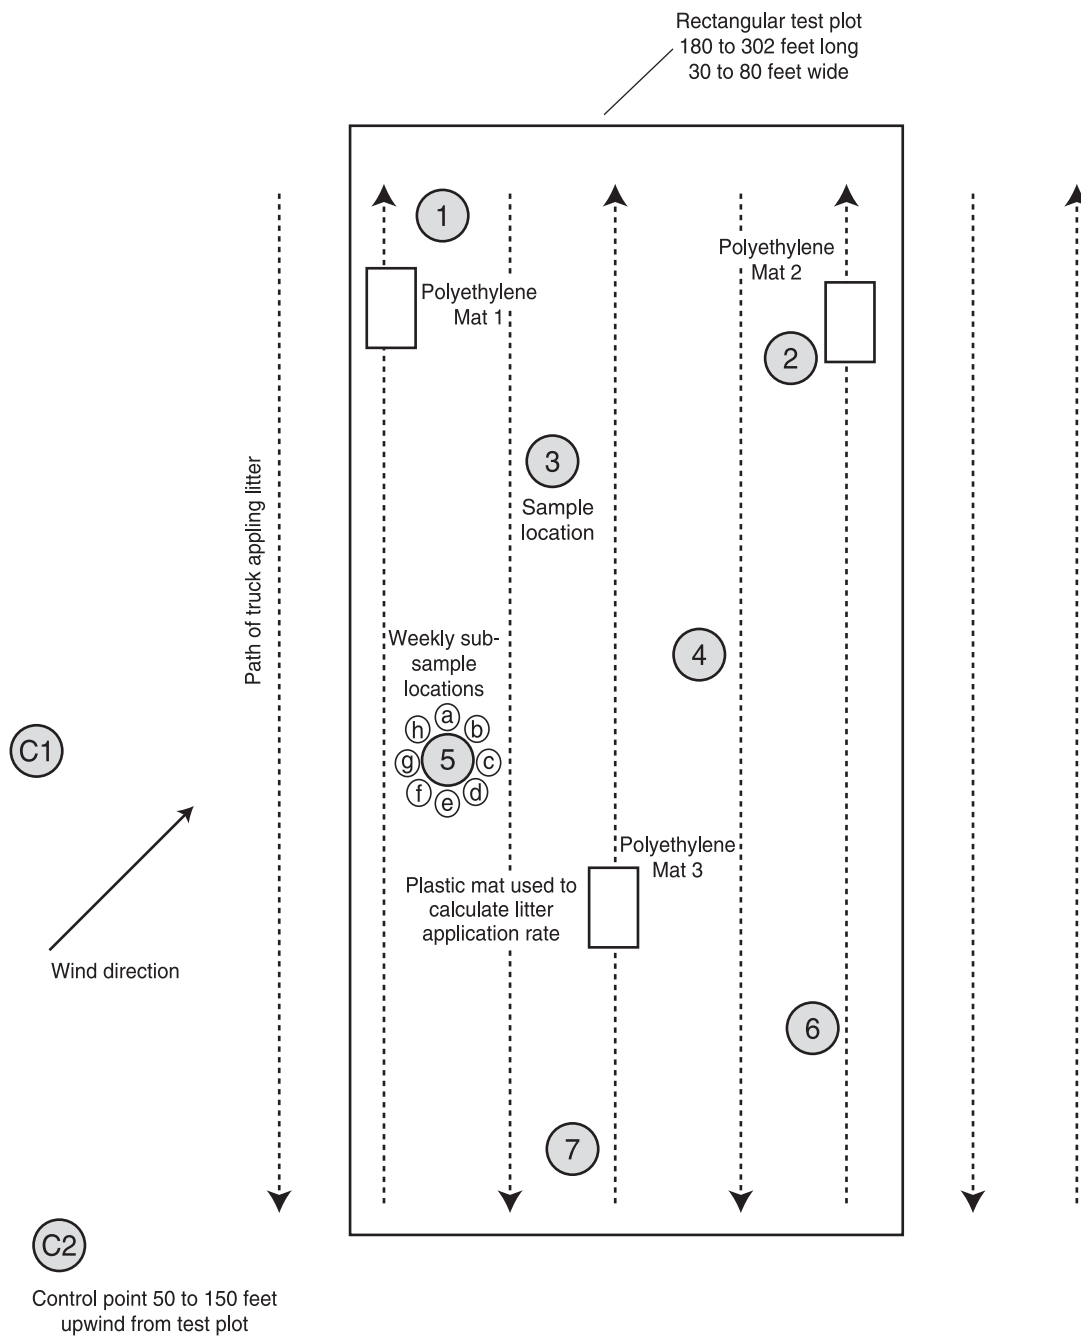 Rectangular test plot
180 to 302 feet long
30 to 80 feet wide
1
Polyethylene
Mat 1
Polyethylene
Mat 2
2
3
Sample
location
Path of truck appling litter
Weekly sub-
sample
locations
4
a
b
c
d
e
f
g
h
5
C1
Polyethylene
Mat 3
Plastic mat used to
calculate litter
application rate
Wind direction
6
7
C2
Control point 50 to 150 feet
upwind from test plot